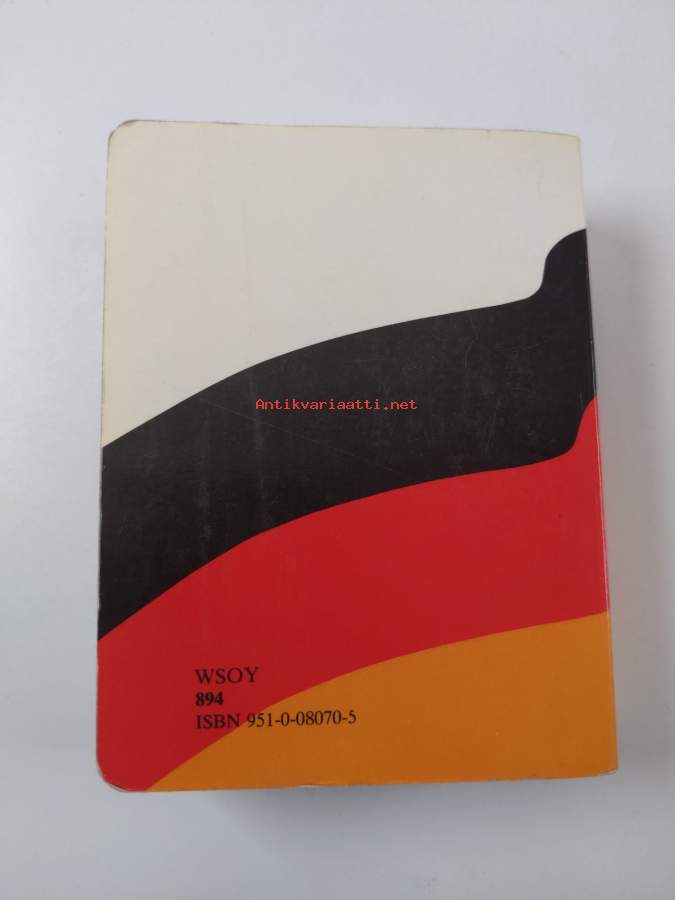 Antikvariaatti.net
WSOY
894
ISBN 951-0-08070-5